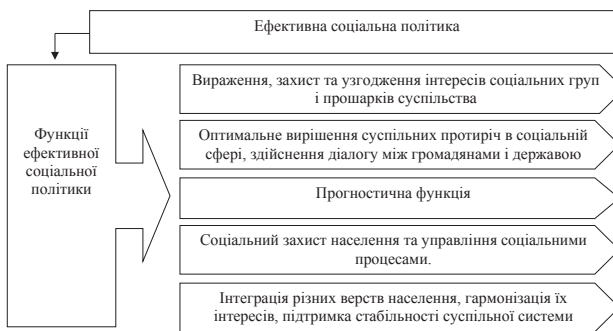 Ефективна соціальна політика
Функції
ефективної
соціальної
політики
Вираження, захист та узгодження інтересів соціальних груп
і прошарків суспільства
Оптимальне вирішення суспільних протиріч в соціальній
сфері, здійснення діалогу між громадянами і державою
Прогностична функція
Соціальний захист населення та управління соціальними
процесами.
Інтеграція різних верств населення, гармонізація їх
інтересів, підтримка стабільності суспільної системи